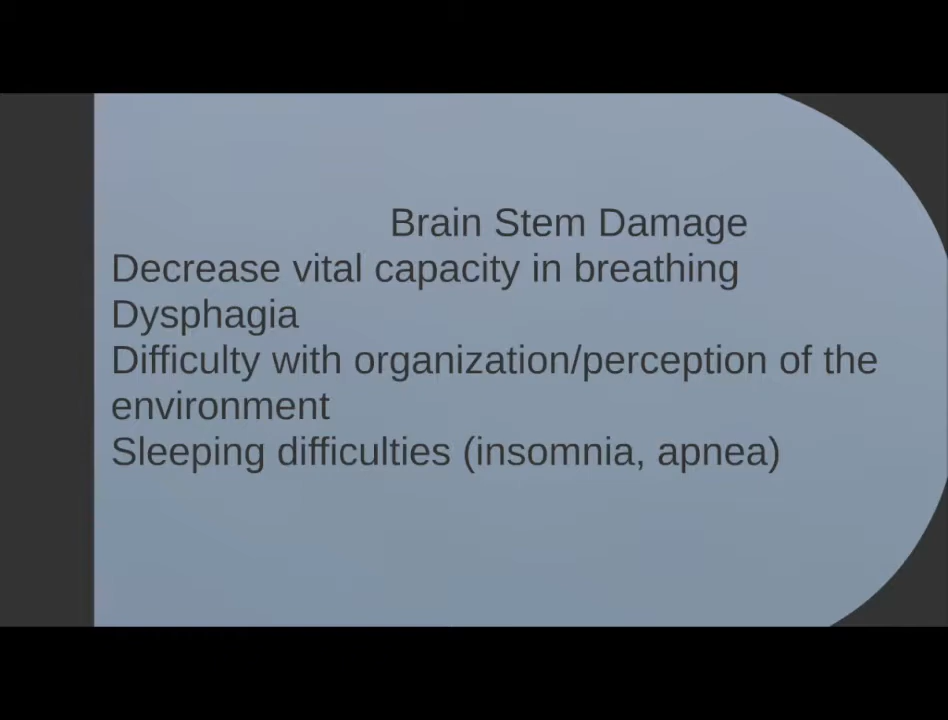 Brain Stem Damage
Decrease vital capacity in breathing
Dysphagia
Difficulty with organization/perception of the
environment
Sleeping difficulties (insomnia, apnea)